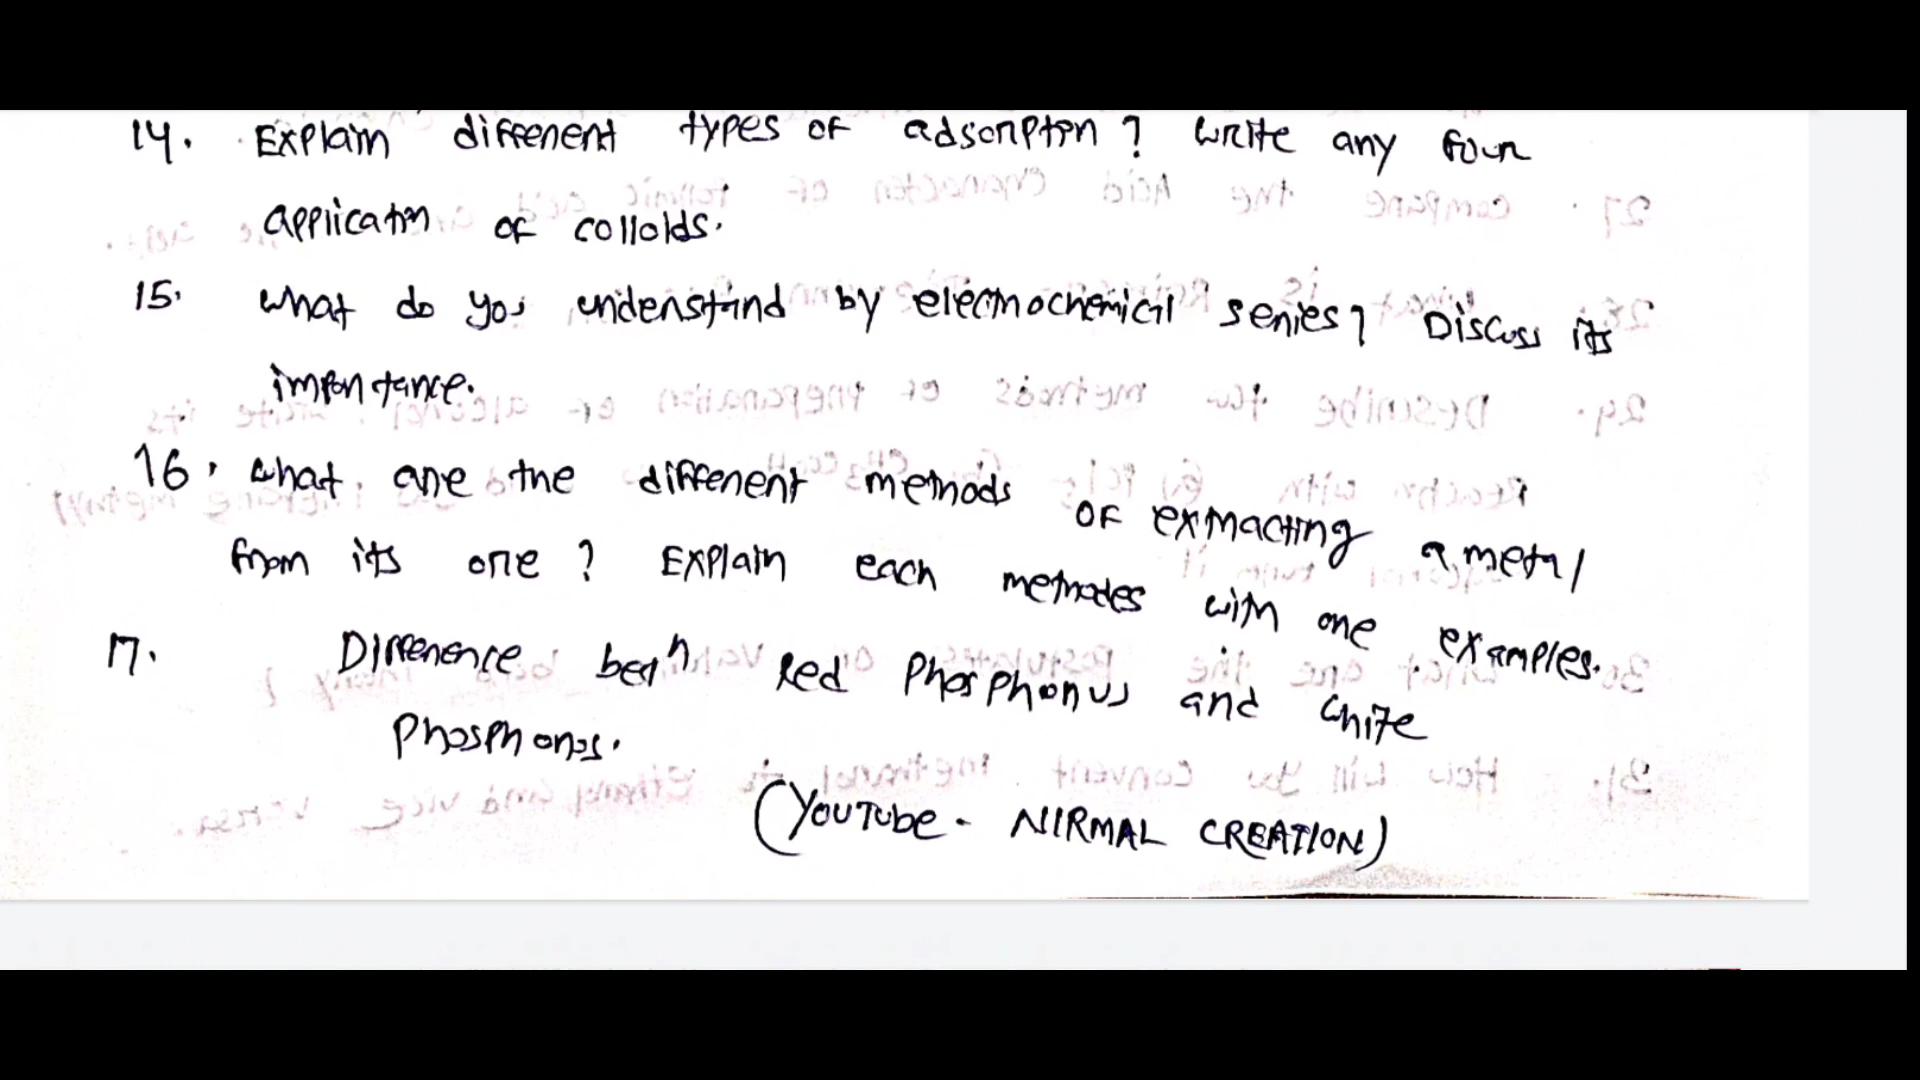 14. Explain different types of adsorption ? write any four
application of colloids.
15. what do you understand by electrochemical series? Discuss its
importance.
16. what are the different methods of extracting a metal
from its ore ? Explain each methodes with one examples.
17. Difference betn Red Phosphorus and white
Phosphorus.
(YOUTUbe - NIRMAL CREATION)